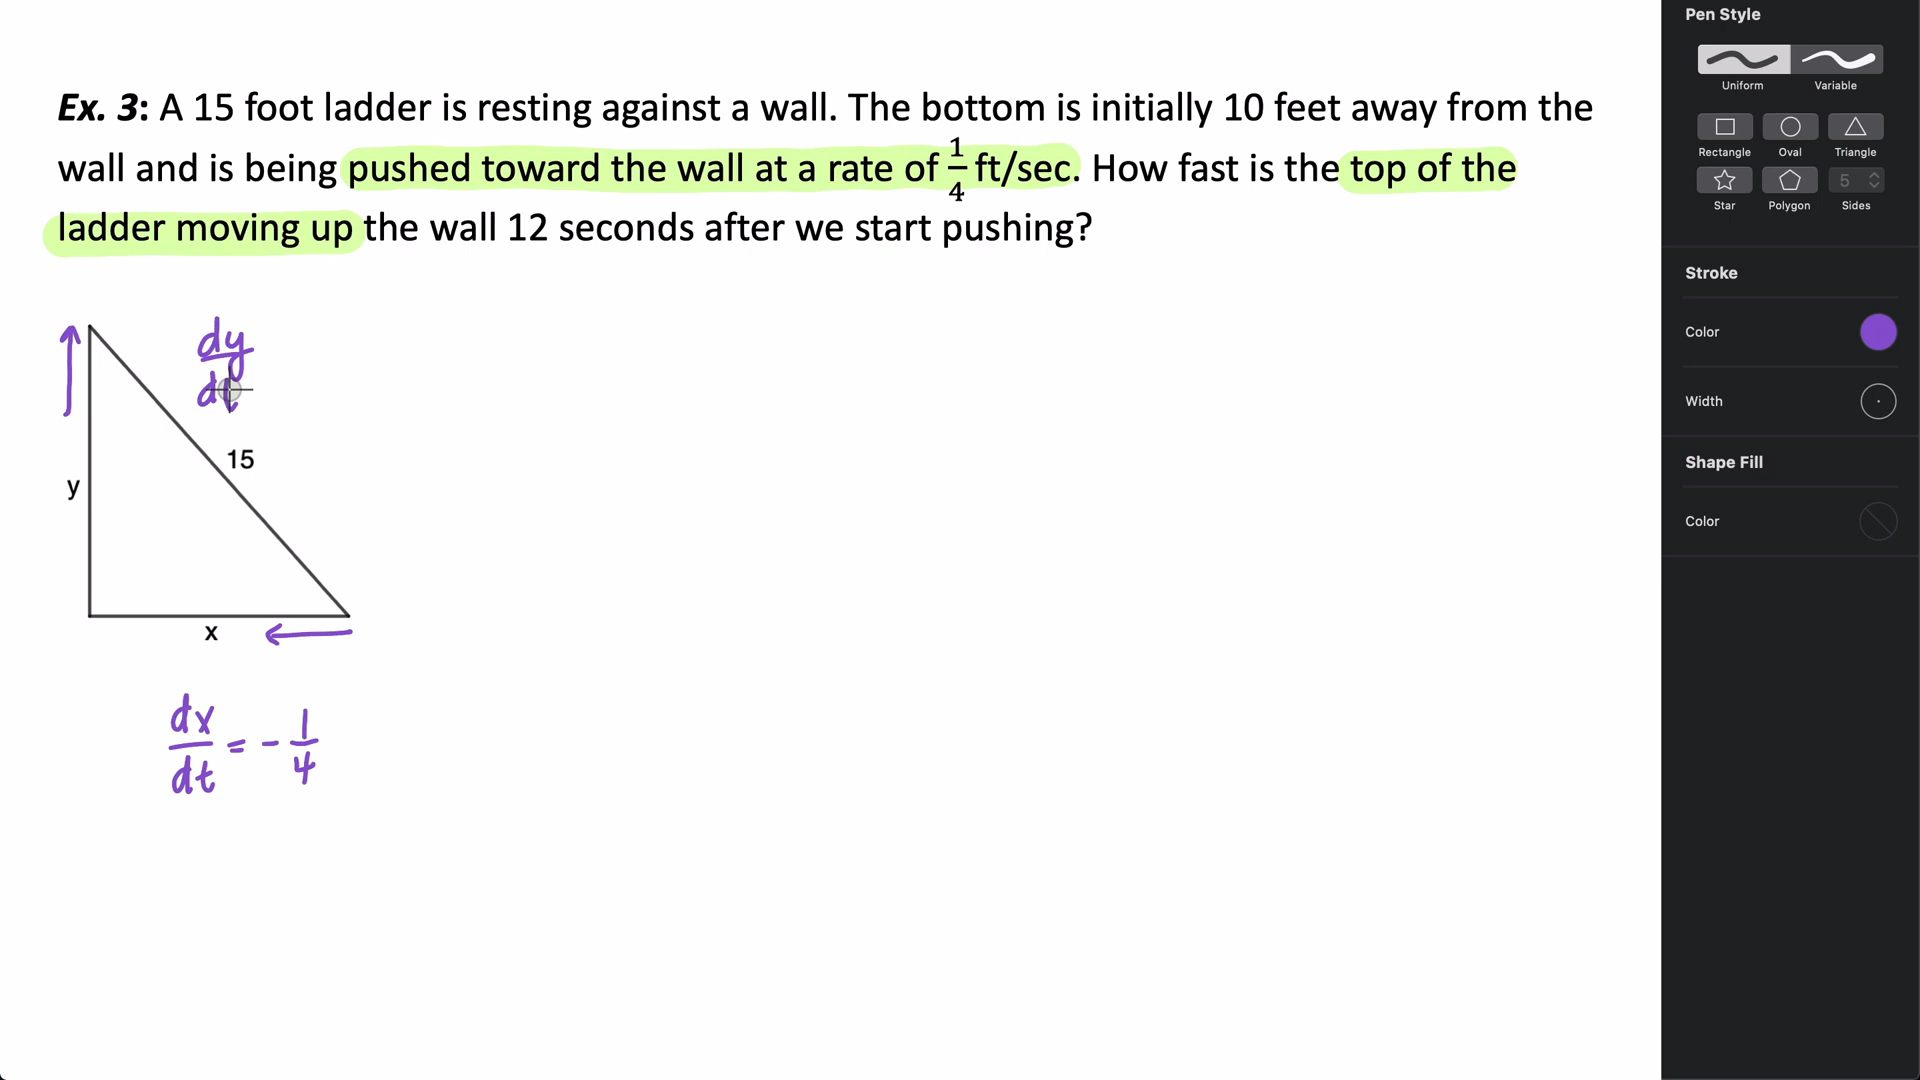 Ex. 3: A 15 foot ladder is resting against a wall. The bottom is initially 10 feet away from the
wall and is being pushed toward the wall at a rate of 1/4 ft/sec. How fast is the top of the
ladder moving up the wall 12 seconds after we start pushing?
dy/dt
15
y
x
dx/dt = - 1/4
Pen Style
Uniform Variable
Rectangle Oval Triangle
5
Star Polygon Sides
Stroke
Color
Width
Shape Fill
Color